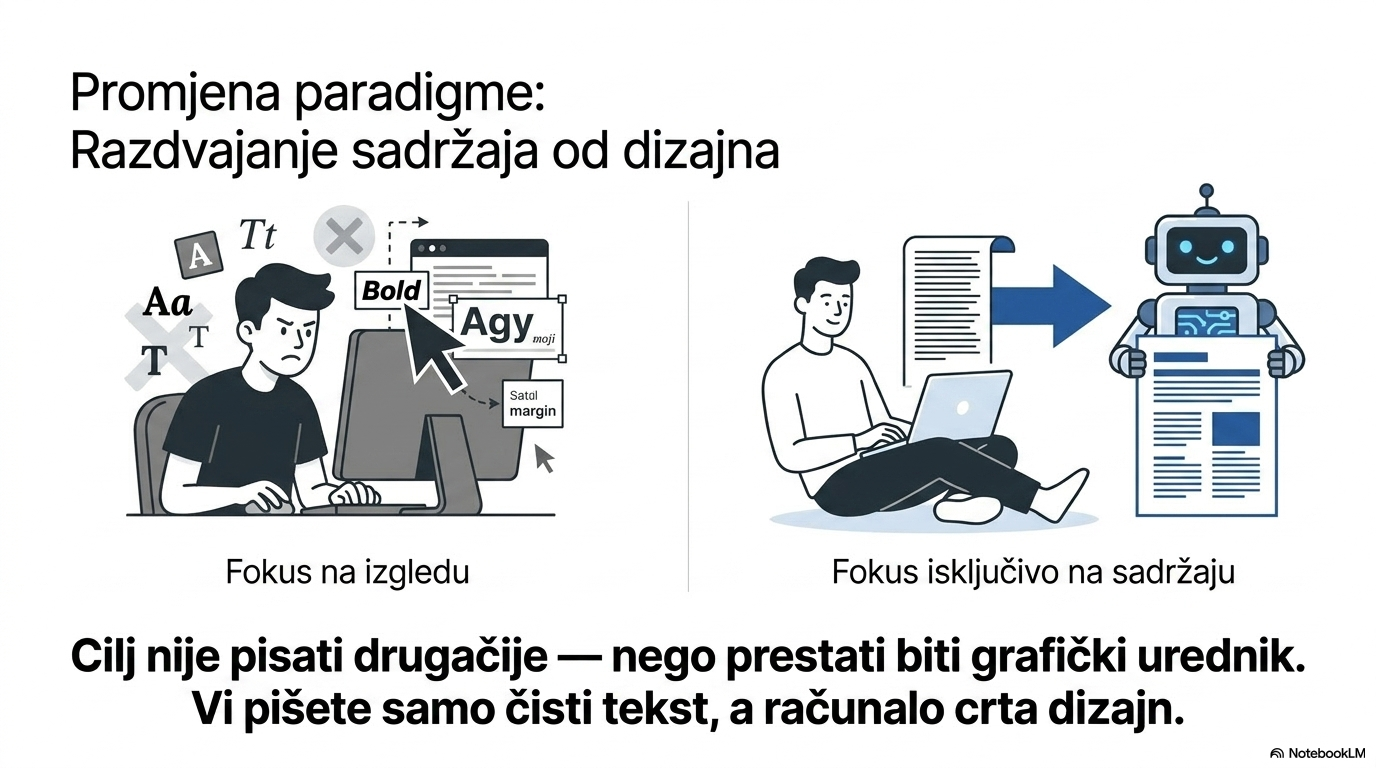 Promjena paradigme:
Razdvajanje sadržaja od dizajna
A
Tt
Aa
T
T
Bold
Agy
moji
Satal
margin
Fokus na izgledu
Fokus isključivo na sadržaju
Cilj nije pisati drugačije — nego prestati biti grafički urednik.
Vi pišete samo čisti tekst, a računalo crta dizajn.
NotebookLM